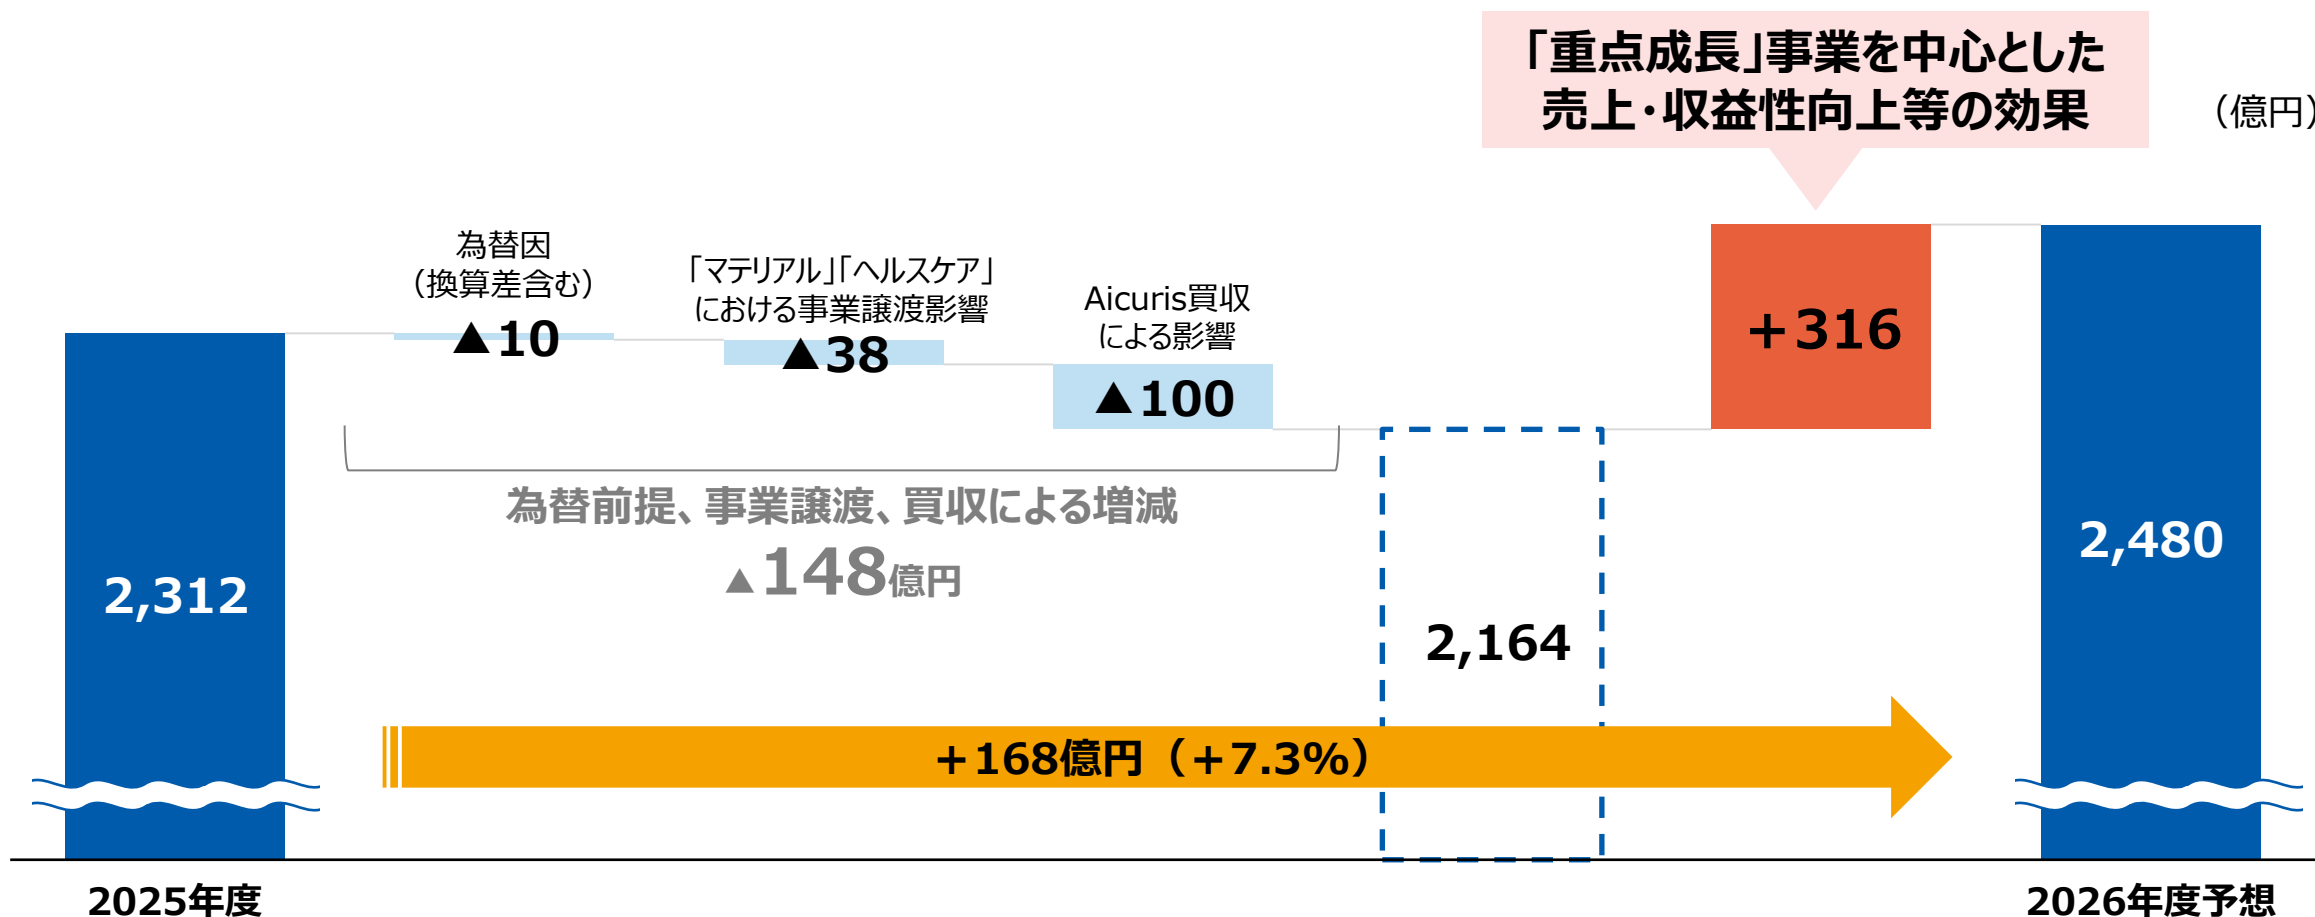 「重点成長」事業を中心とした
売上・収益性向上等の効果
（億円）
為替因
（換算差含む）
▲10
「マテリアル」「ヘルスケア」
における事業譲渡影響
▲38
Aicuris買収
による影響
▲100
+316
為替前提、事業譲渡、買収による増減
▲148億円
2,312
2,164
2,480
+168億円（+7.3%）
2025年度
2026年度予想